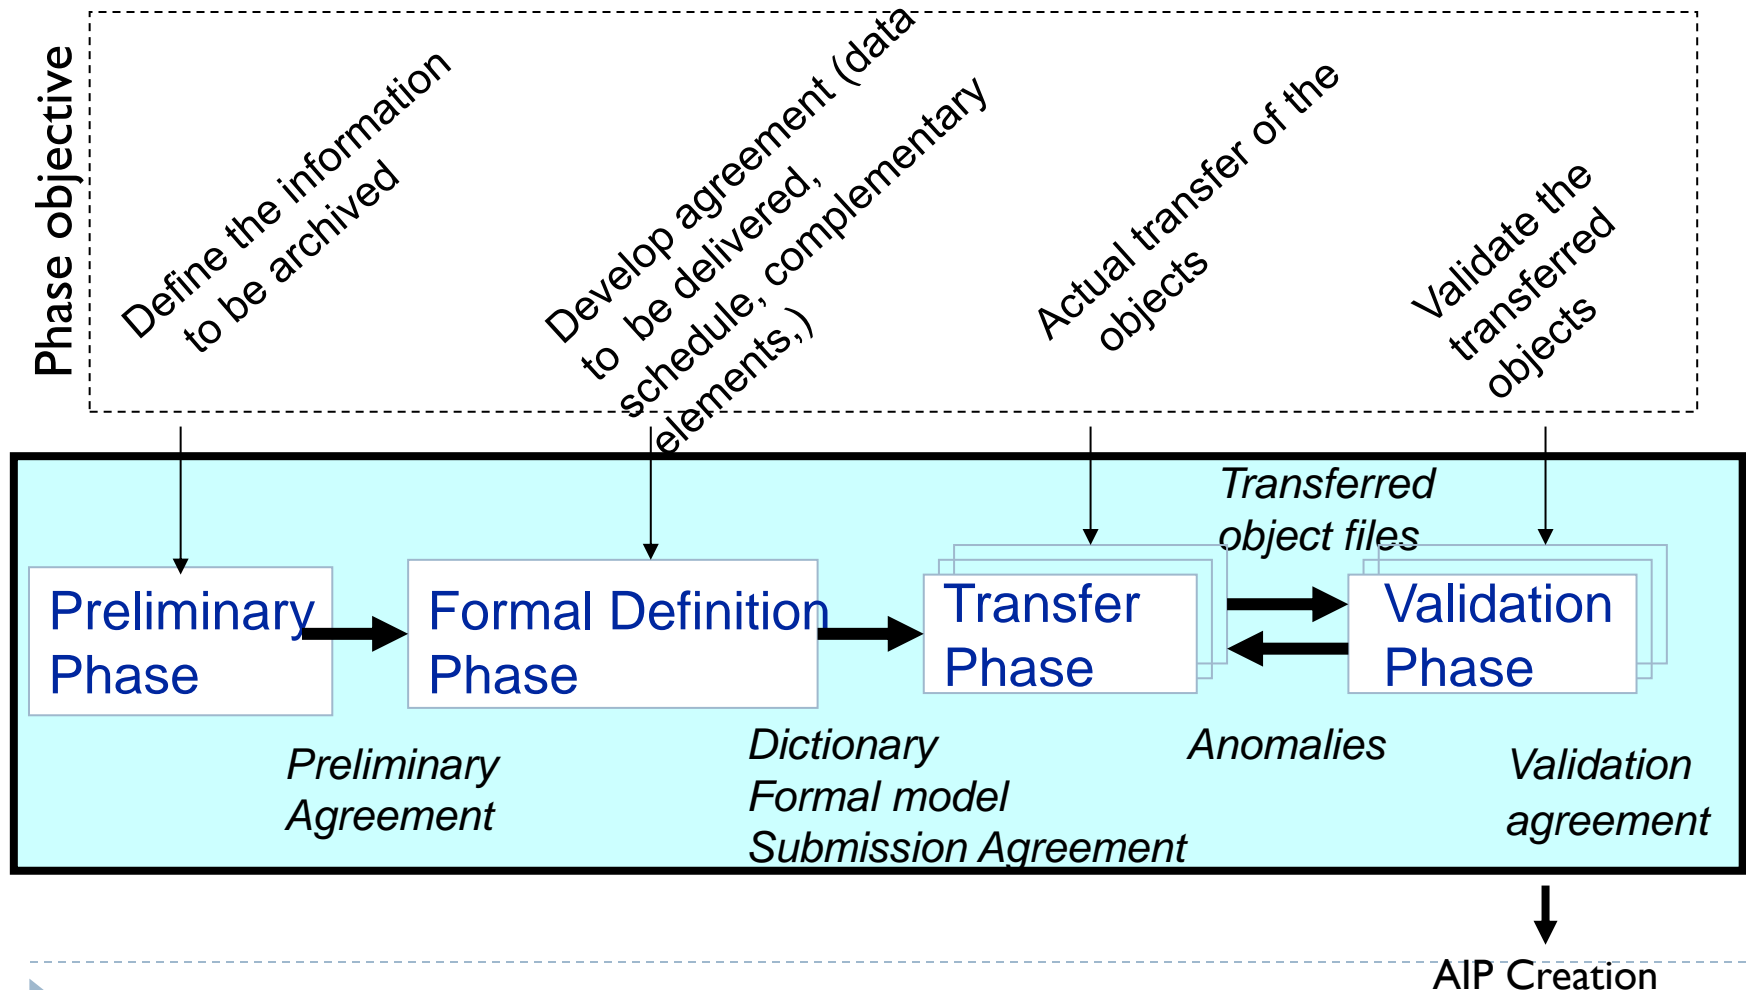 Phase objective
Define the information
to be archived
Develop agreement (data
to be delivered,
schedule, complementary
elements,)
Actual transfer of the
objects
Validate the
transferred
objects
Transferred
object files
Preliminary
Phase
Formal Definition
Phase
Transfer
Phase
Validation
Phase
Preliminary
Agreement
Dictionary
Formal model
Submission Agreement
Anomalies
Validation
agreement
AIP Creation